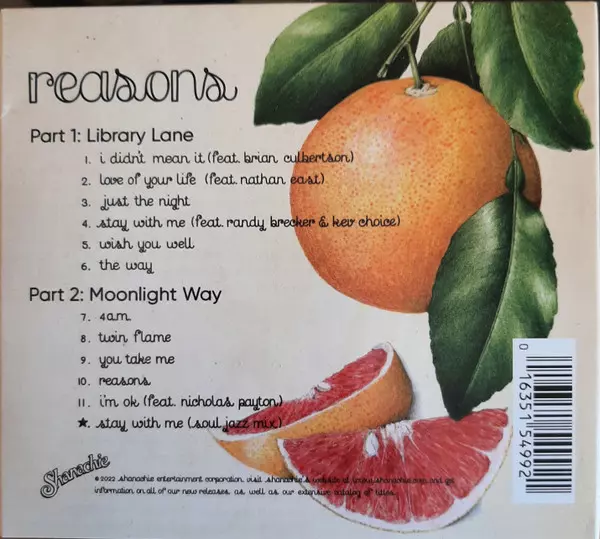 reasons
Part 1: Library Lane
1. i didn't mean it (feat. brian culbertson)
2. love of your life (feat. nathan east)
3. just the night
4. stay with me (feat. randy brecker & kev choice)
5. wish you well
6. the way
Part 2: Moonlight Way
7. 4am
8. twin flame
9. you take me
10. reasons
11. i'm ok (feat. nicholas payton)
★. stay with me (soul jazz mix)
Shanachie
℗ 2022 shanachie entertainment corporation. visit shanachie's website at www.shanachie.com and get
information on all of our new releases as well as our extensive catalog of titles.
0 16351 54992